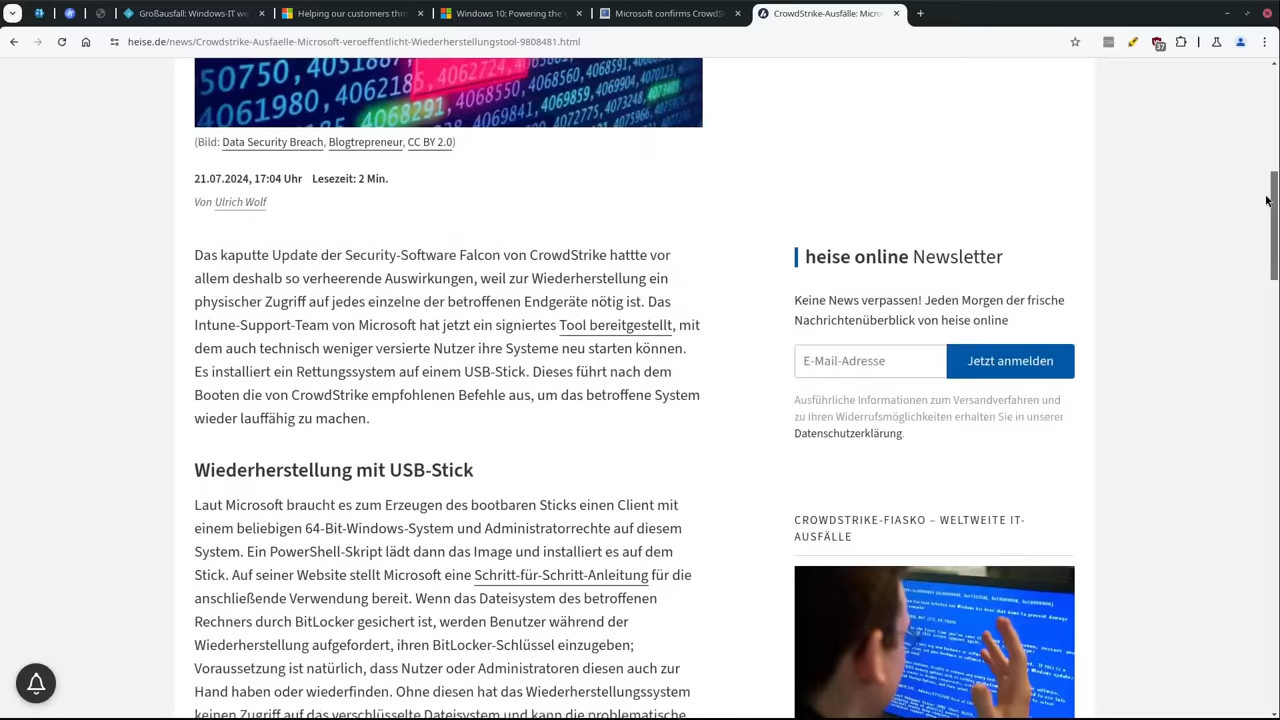 Großausfall: Windows-IT we
Helping our customers thr
Windows 10: Powering the
Microsoft confirms CrowdS
CrowdStrike-Ausfälle: Micro
heise.de/news/Crowdstrike-Ausfaelle-Microsoft-veroeffentlicht-Wiederherstellungstool-9808481.html
37
(Bild: Data Security Breach, Blogtrepreneur, CC BY 2.0)
21.07.2024, 17:04 Uhr Lesezeit: 2 Min.
Von Ulrich Wolf
Das kaputte Update der Security-Software Falcon von CrowdStrike hattte vor
allem deshalb so verheerende Auswirkungen, weil zur Wiederherstellung ein
physischer Zugriff auf jedes einzelne der betroffenen Endgeräte nötig ist. Das
Intune-Support-Team von Microsoft hat jetzt ein signiertes Tool bereitgestellt, mit
dem auch technisch weniger versierte Nutzer ihre Systeme neu starten können.
Es installiert ein Rettungssystem auf einem USB-Stick. Dieses führt nach dem
Booten die von CrowdStrike empfohlenen Befehle aus, um das betroffene System
wieder lauffähig zu machen.
Wiederherstellung mit USB-Stick
Laut Microsoft braucht es zum Erzeugen des bootbaren Sticks einen Client mit
einem beliebigen 64-Bit-Windows-System und Administratorrechte auf diesem
System. Ein PowerShell-Skript lädt dann das Image und installiert es auf dem
Stick. Auf seiner Website stellt Microsoft eine Schritt-für-Schritt-Anleitung für die
anschließende Verwendung bereit. Wenn das Dateisystem des betroffenen
Rechners durch BitLocker gesichert ist, werden Benutzer während der
Wiederherstellung aufgefordert, ihren BitLocker-Schlüssel einzugeben;
Voraussetzung ist natürlich, dass Nutzer oder Administratoren diesen auch zur
Hand haben oder wiederfinden. Ohne diesen hat das Wiederherstellungssystem
keinen Zugriff auf das verschlüsselte Dateisystem und kann die problematische
heise online Newsletter
Keine News verpassen! Jeden Morgen der frische
Nachrichtenüberblick von heise online
E-Mail-Adresse
Jetzt anmelden
Ausführliche Informationen zum Versandverfahren und
zu Ihren Widerrufsmöglichkeiten erhalten Sie in unserer
Datenschutzerklärung.
CROWDSTRIKE-FIASKO – WELTWEITE IT-
AUSFÄLLE